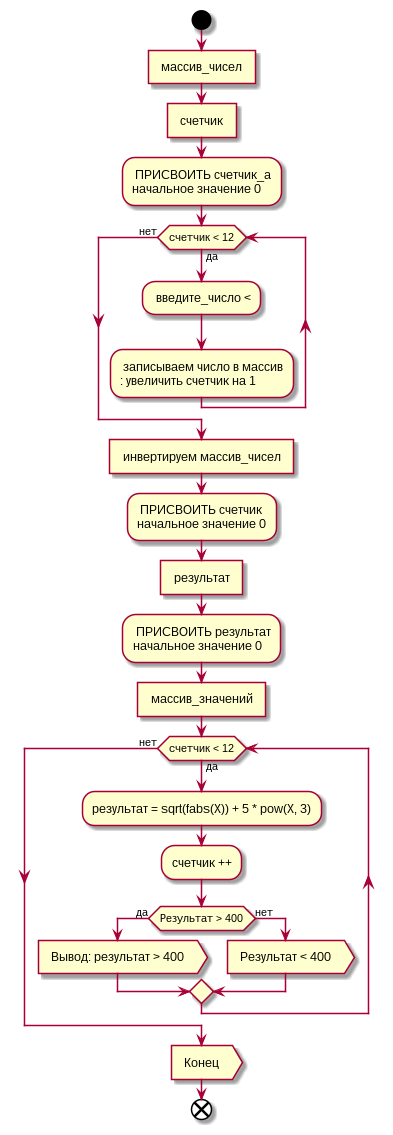 массив_чисел
счетчик
ПРИСВОИТЬ счетчик_а
начальное значение 0
нет
счетчик < 12
да
введите_число <
записываем число в массив
: увеличить счетчик на 1
инвертируем массив_чисел
ПРИСВОИТЬ счетчик
начальное значение 0
результат
ПРИСВОИТЬ результат
начальное значение 0
массив_значений
нет
счетчик < 12
да
результат = sqrt(fabs(X)) + 5 * pow(X, 3)
счетчик ++
да
Результат > 400
нет
Вывод: результат > 400
Результат < 400
Конец